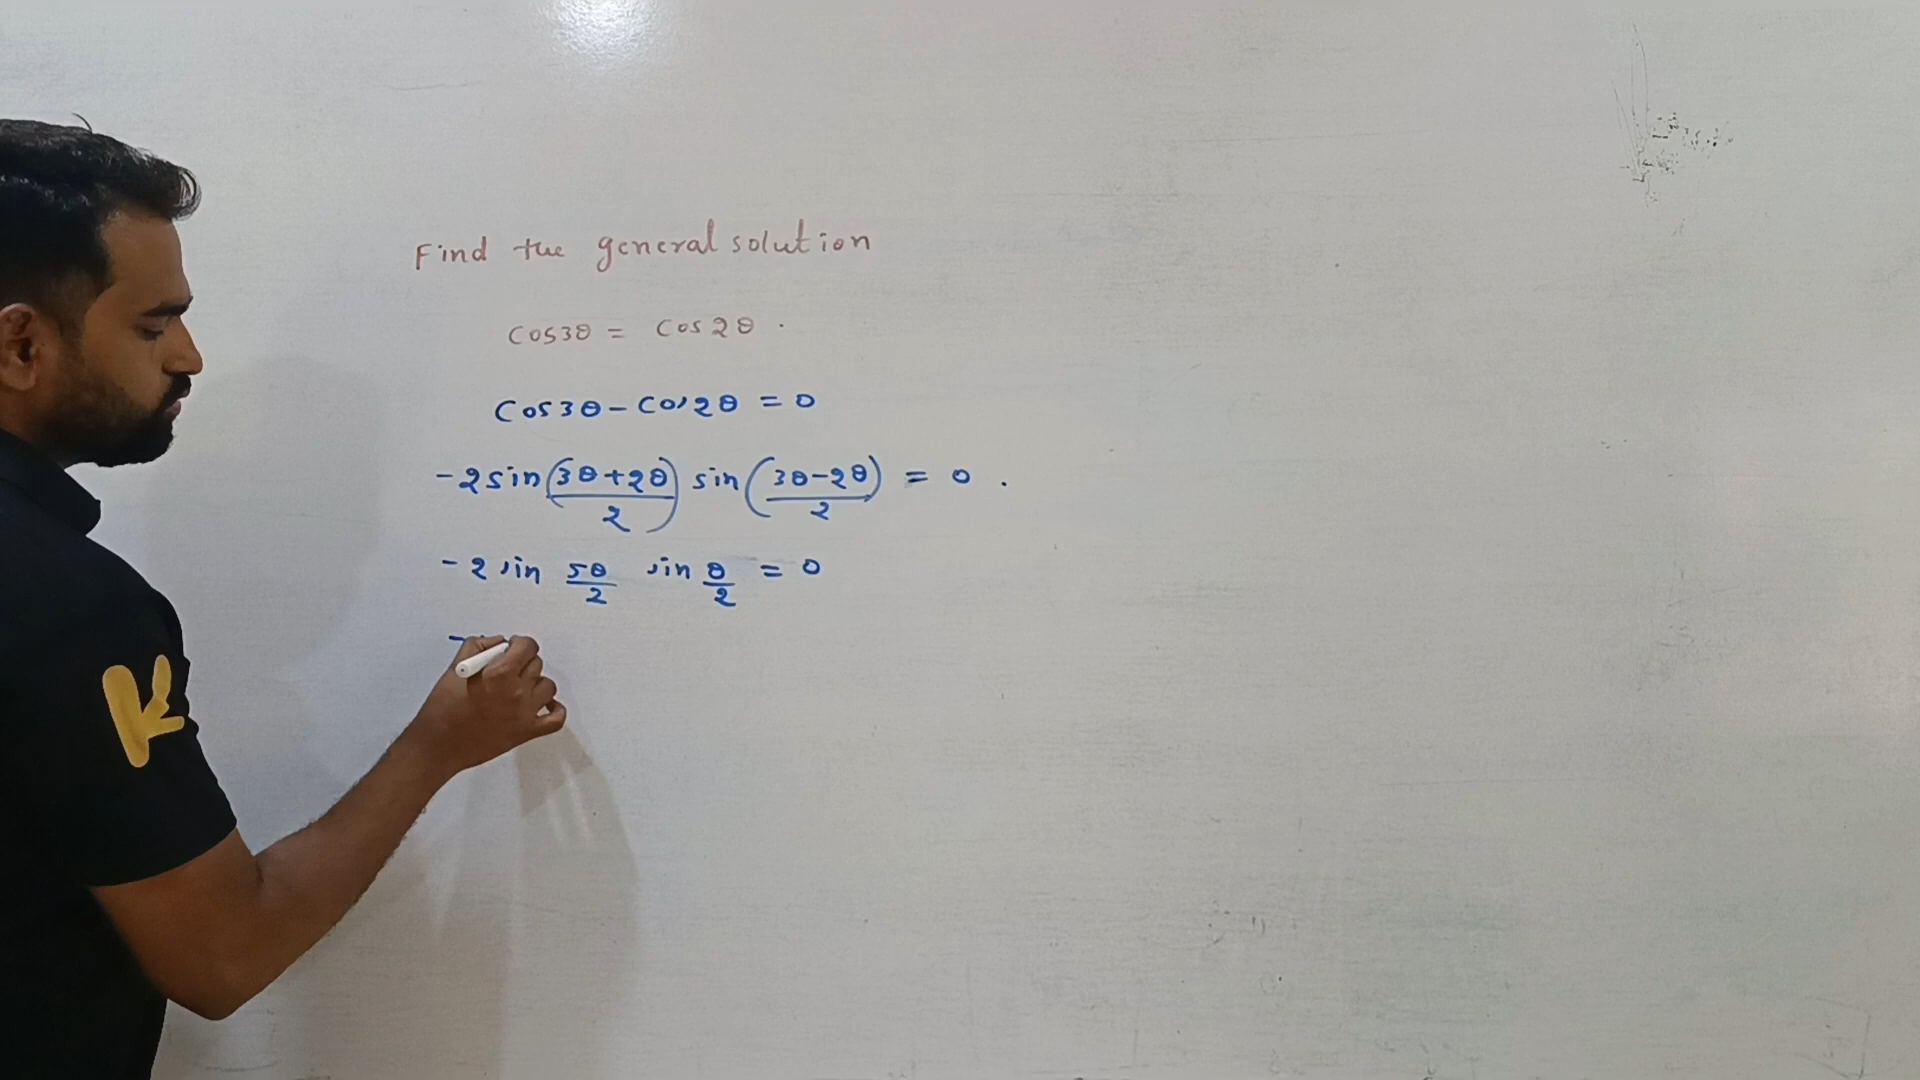 Find the general solution
Cos3θ = Cos2θ .
Cos3θ - Cos2θ = 0
-2sin(3θ+2θ/2) sin(3θ-2θ/2) = 0 .
-2 sin 5θ/2 sin θ/2 = 0